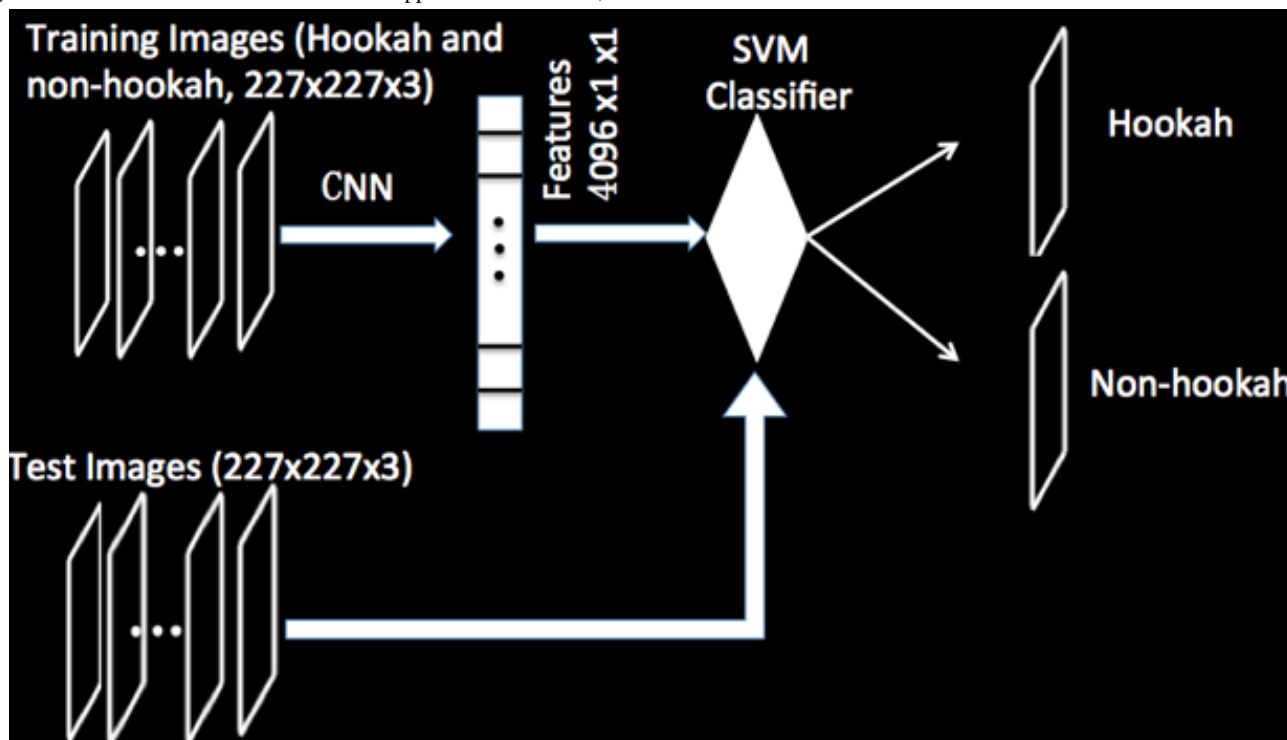 Training Images (Hookah and
non-hookah, 227x227x3)
CNN
Features
4096 x1 x1
SVM
Classifier
Hookah
Non-hookah
Test Images (227x227x3)